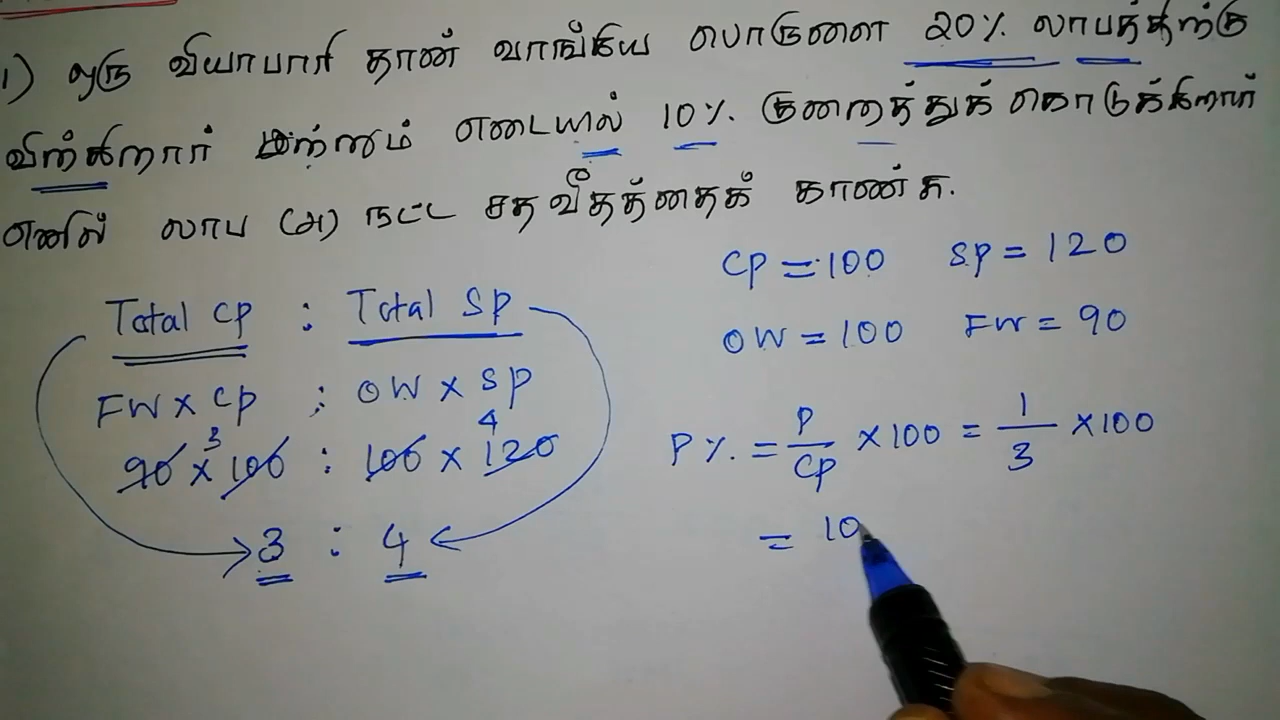 1) ஒரு வியாபாரி தான் வாங்கிய பொருளை 20% லாபத்திற்கு
விற்கிறார் மற்றும் எடையில் 10% குறைத்துக் கொடுக்கிறார்
எனில் லாப (அ) நட்ட சதவீதத்தைக் காண்க.
CP = 100 SP = 120
Total CP : Total SP
OW = 100 FW = 90
FW × CP : OW × SP
3 4
90 × 100 : 100 × 120
P% = P/CP × 100 = 1/3 × 100
3 : 4
= 10